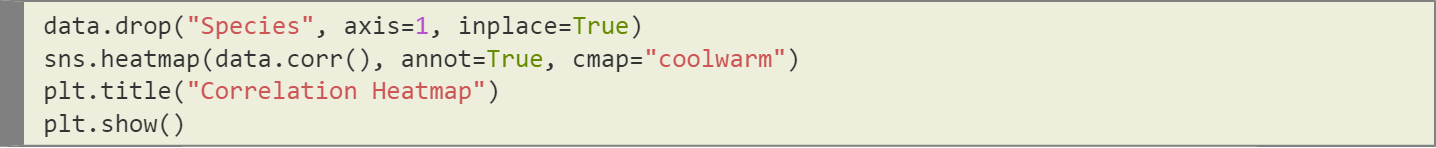 data.drop("Species", axis=1, inplace=True)
sns.heatmap(data.corr(), annot=True, cmap="coolwarm")
plt.title("Correlation Heatmap")
plt.show()